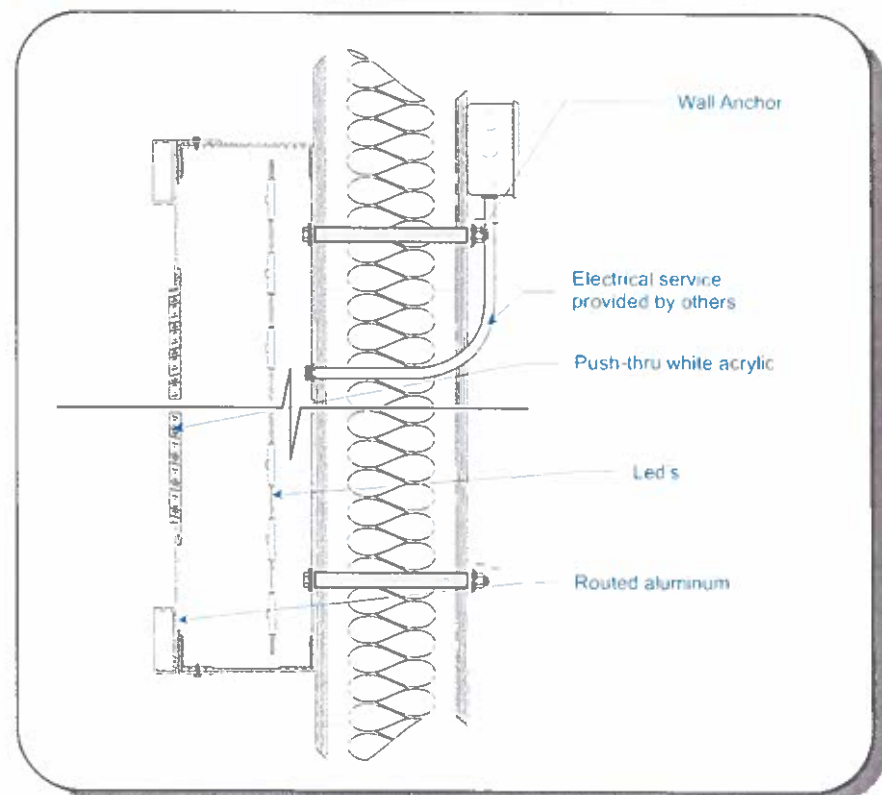 Wall Anchor
Electrical service
provided by others
Push-thru white acrylic
Led's
Routed aluminum